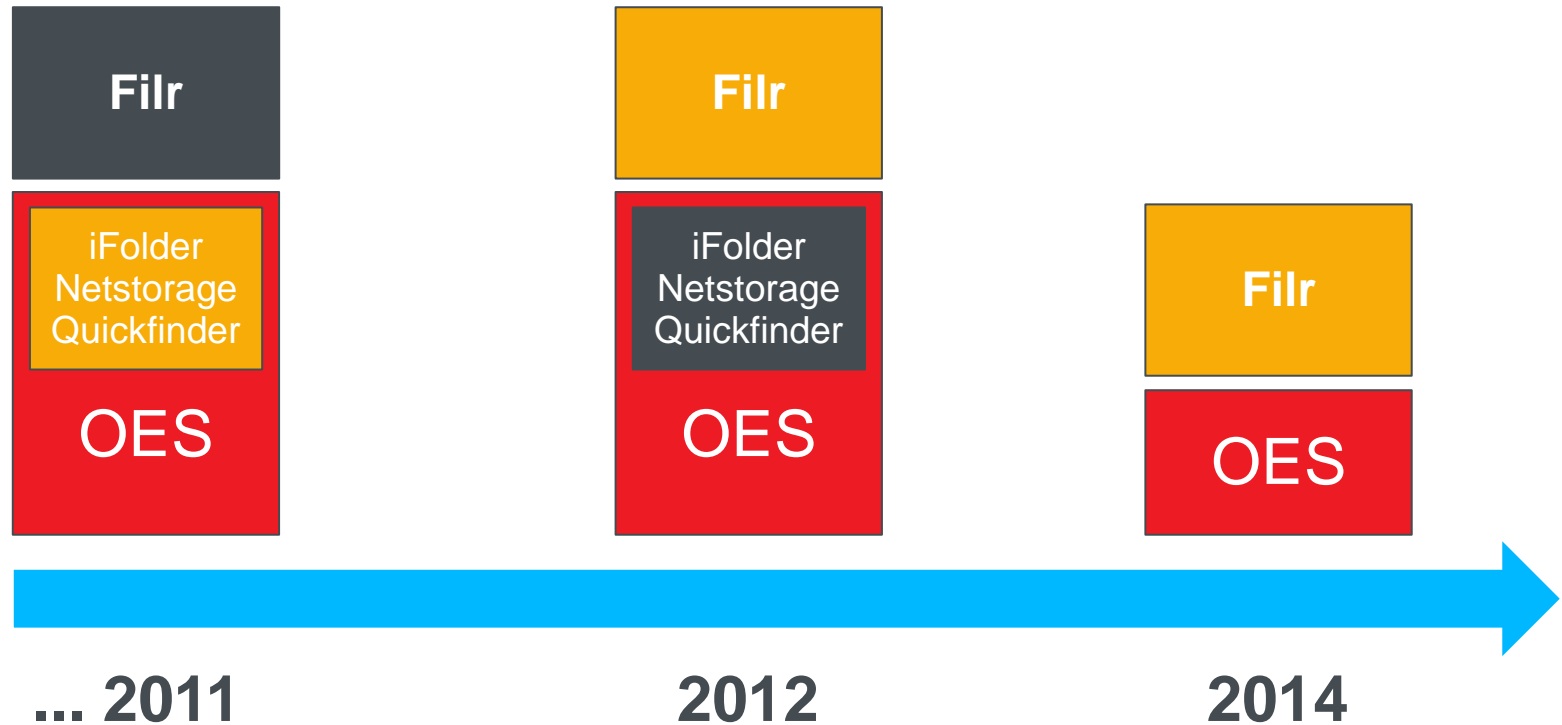 Filr
iFolder
Netstorage
Quickfinder
OES
Filr
iFolder
Netstorage
Quickfinder
OES
Filr
OES
... 2011
2012
2014